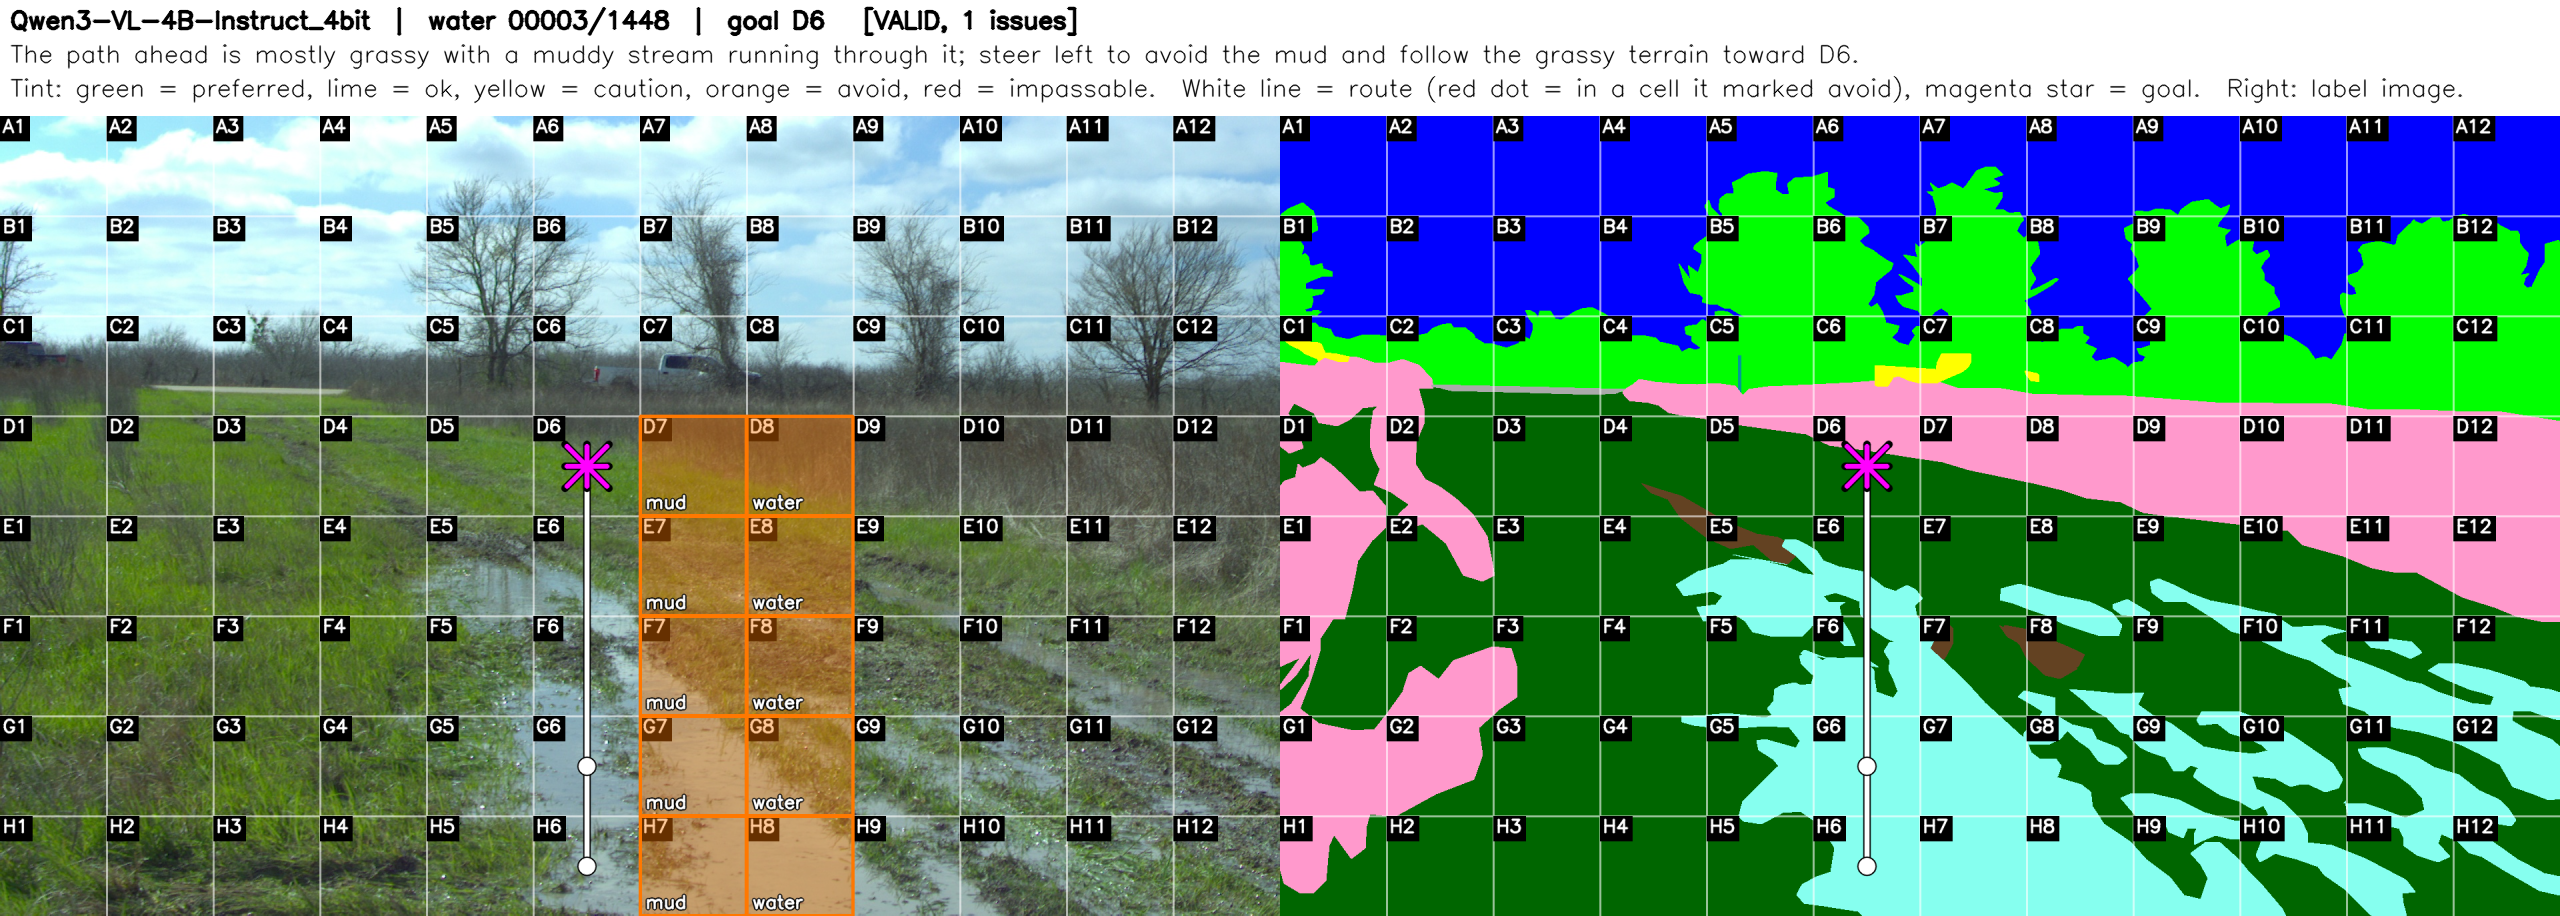 Qwen3-VL-4B-Instruct_4bit | water 00003/1448 | goal D6 [VALID, 1 issues]
The path ahead is mostly grassy with a muddy stream running through it; steer left to avoid the mud and follow the grassy terrain toward D6.
Tint: green = preferred, lime = ok, yellow = caution, orange = avoid, red = impassable. White line = route (red dot = in a cell it marked avoid), magenta star = goal. Right: label image.
A1 A2 A3 A4 A5 A6 A7 A8 A9 A10 A11 A12 A1 A2 A3 A4 A5 A6 A7 A8 A9 A10 A11 A12
B1 B2 B3 B4 B5 B6 B7 B8 B9 B10 B11 B12 B1 B2 B3 B4 B5 B6 B7 B8 B9 B10 B11 B12
C1 C2 C3 C4 C5 C6 C7 C8 C9 C10 C11 C12 C1 C2 C3 C4 C5 C6 C7 C8 C9 C10 C11 C12
D1 D2 D3 D4 D5 D6 D7 D8 D9 D10 D11 D12 D1 D2 D3 D4 D5 D6 D7 D8 D9 D10 D11 D12
mud water
E1 E2 E3 E4 E5 E6 E7 E8 E9 E10 E11 E12 E1 E2 E3 E4 E5 E6 E7 E8 E9 E10 E11 E12
mud water
F1 F2 F3 F4 F5 F6 F7 F8 F9 F10 F11 F12 F1 F2 F3 F4 F5 F6 F7 F8 F9 F10 F11 F12
mud water
G1 G2 G3 G4 G5 G6 G7 G8 G9 G10 G11 G12 G1 G2 G3 G4 G5 G6 G7 G8 G9 G10 G11 G12
mud water
H1 H2 H3 H4 H5 H6 H7 H8 H9 H10 H11 H12 H1 H2 H3 H4 H5 H6 H7 H8 H9 H10 H11 H12
mud water